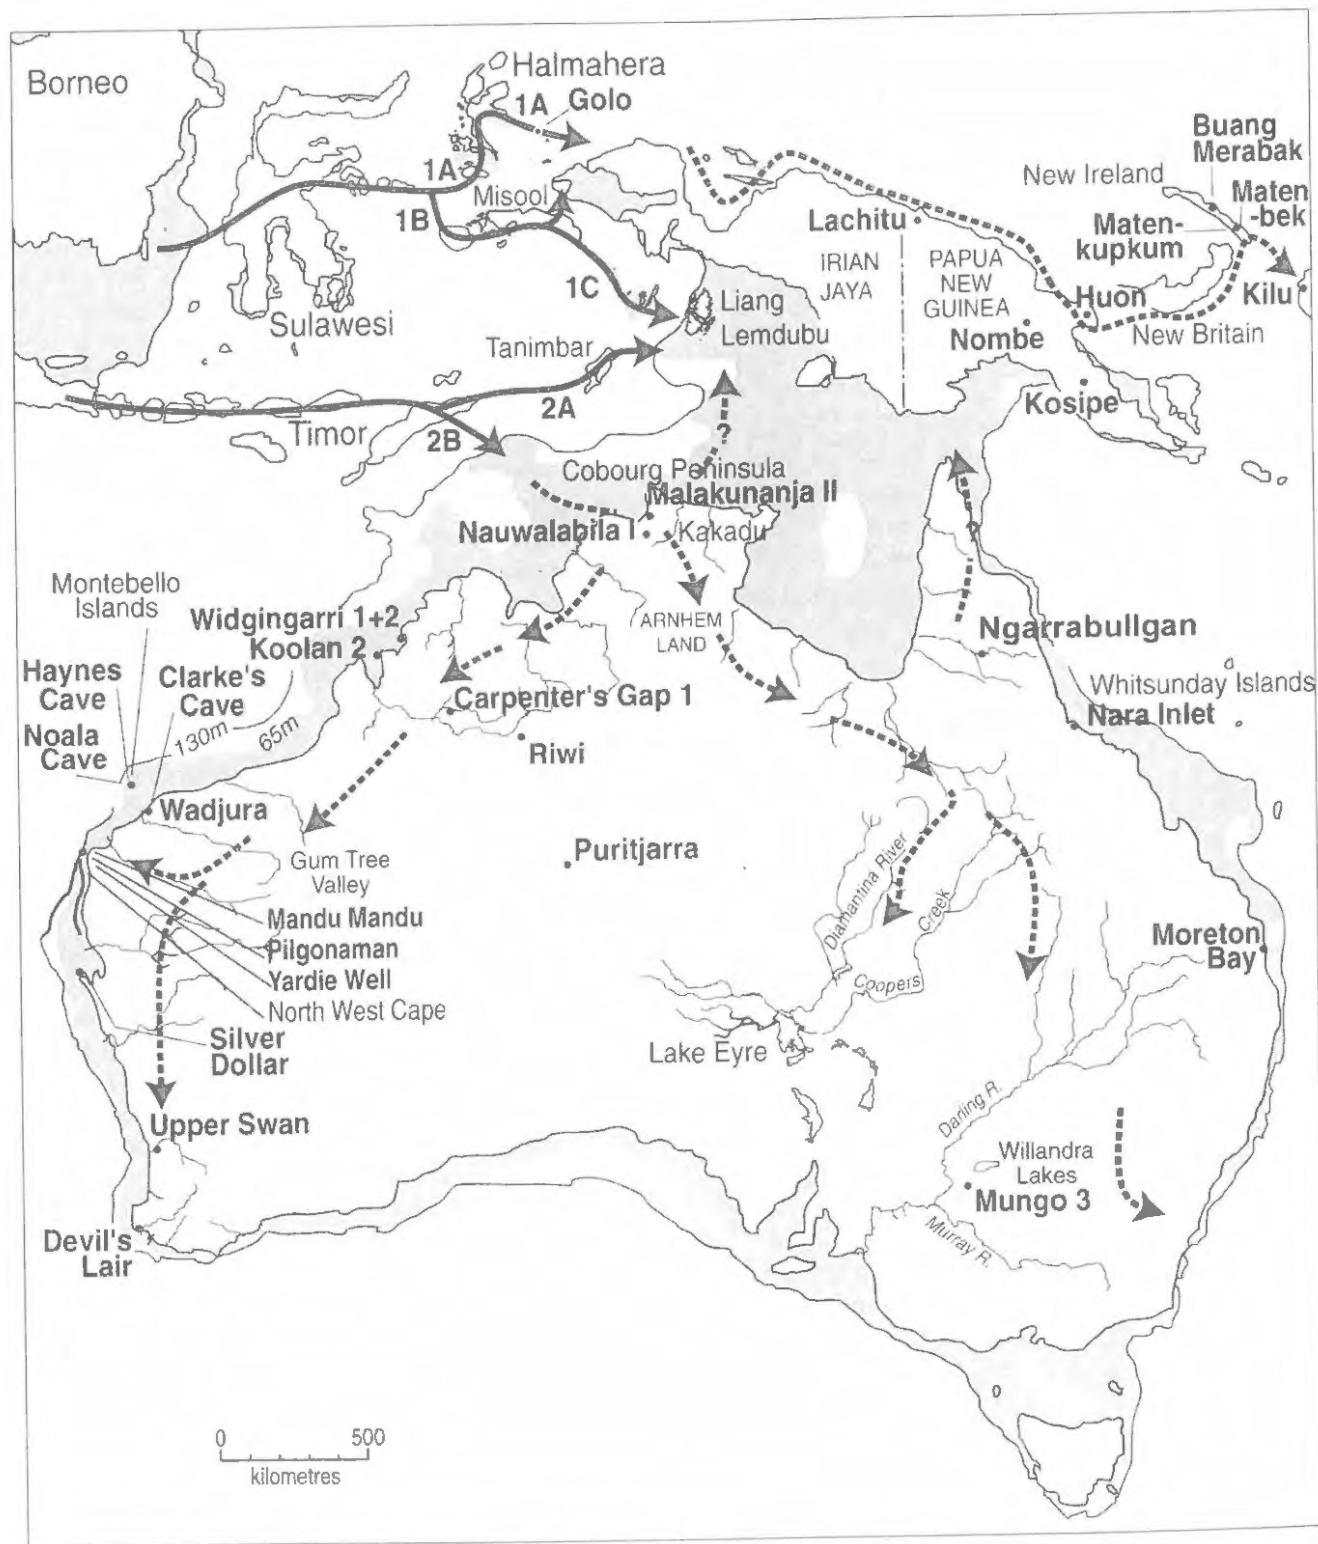 Borneo
Halmahera
1A
Golo
Buang
Merabak
New Ireland
Maten
-bek
1A
Misool
1B
Lachitu
Maten-
kupkum
IRIAN
JAYA
PAPUA
NEW
GUINEA
1C
Huon
Kilu
Sulawesi
Liang
Lemdubu
Nombe
New Britain
Tanimbar
2A
Kosipe
Timor
2B
?
Cobourg Peninsula
Malakunanja II
Nauwalabila I
Kakadu
?
Montebello
Islands
Widgingarri 1+2
Koolan 2
ARNHEM
LAND
Ngarrabullgan
Haynes
Cave
Clarke's
Cave
Whitsunday Islands
Carpenter's Gap 1
Nara Inlet
Noala
Cave
130m
65m
Riwi
Wadjura
Gum Tree
Valley
Puritjarra
Diamantina River
Creek
Coopers
Mandu Mandu
Pilgonaman
Yardie Well
North West Cape
Moreton
Bay
Silver
Dollar
Lake Eyre
Upper Swan
Darling R.
Willandra
Lakes
Mungo 3
Murray R.
Devil's
Lair
0 500
kilometres